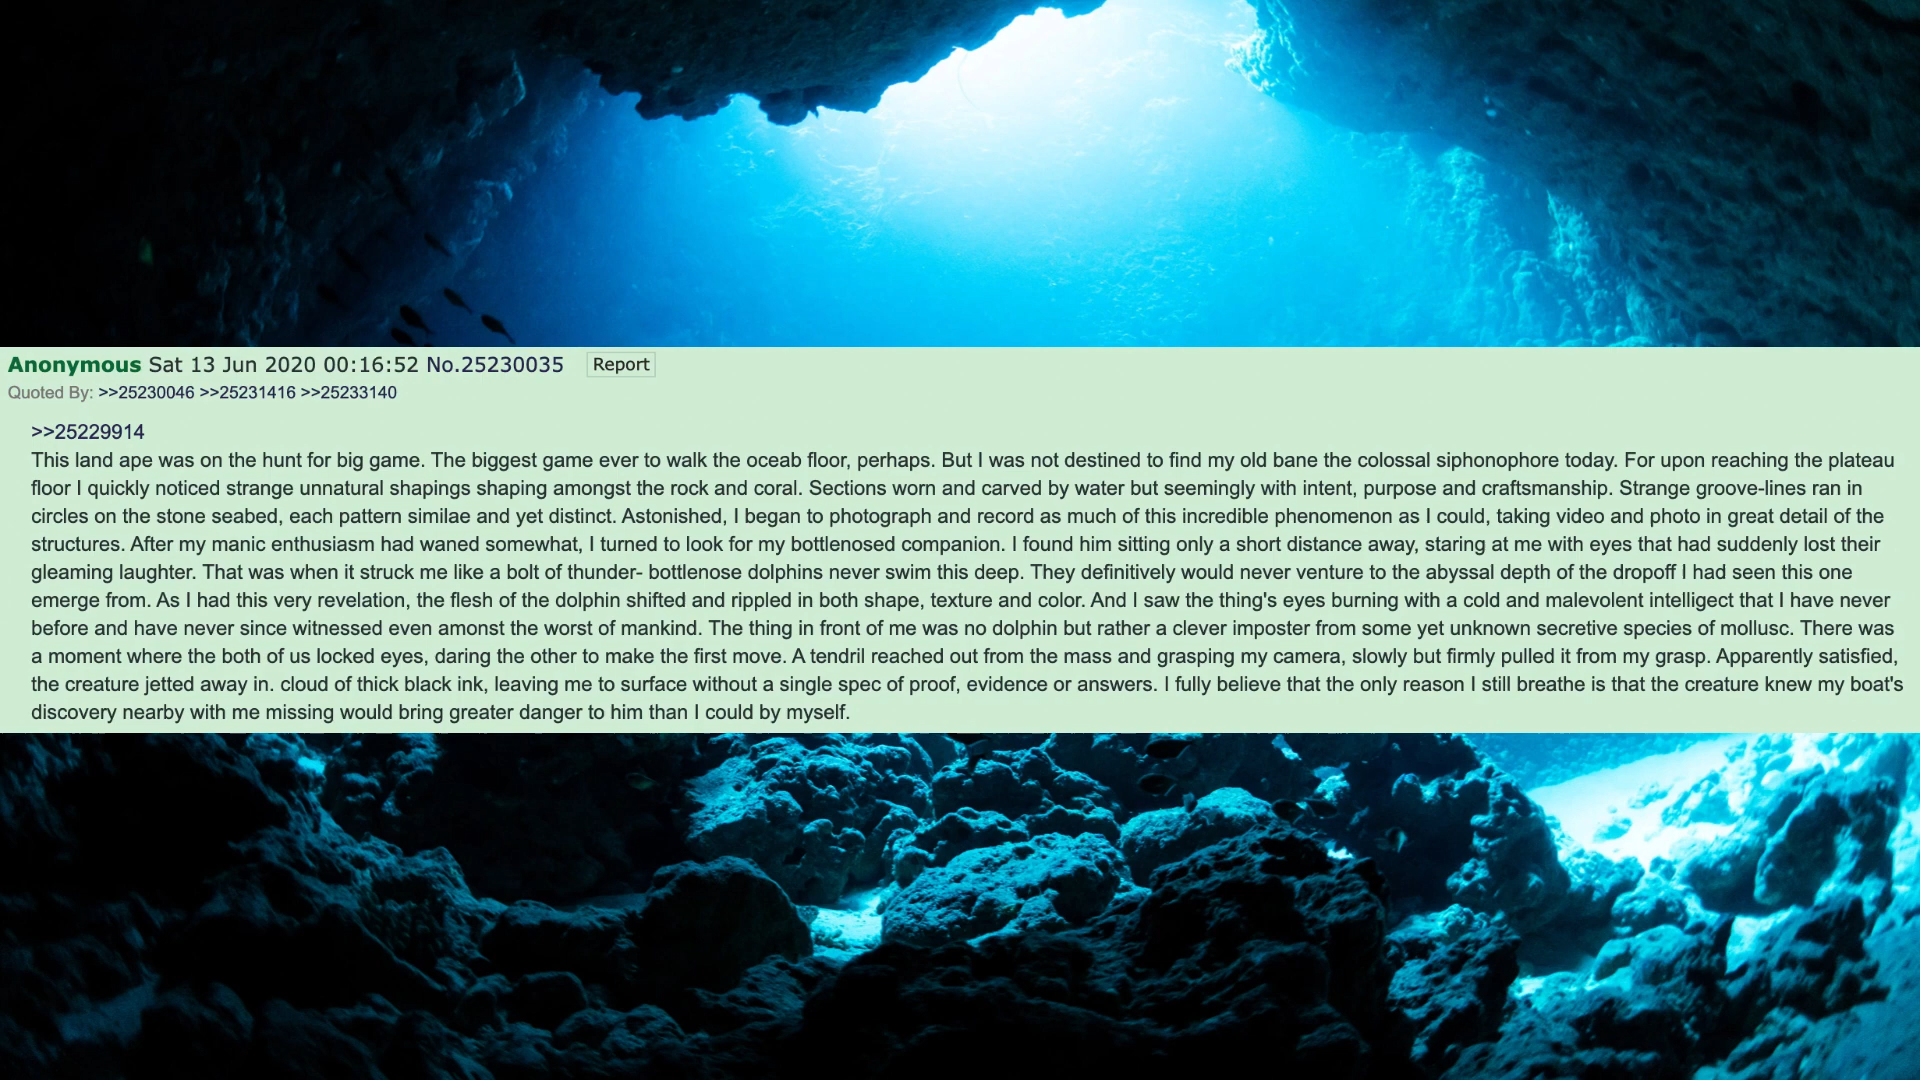 Anonymous Sat 13 Jun 2020 00:16:52 No.25230035 Report
Quoted By: >>25230046 >>25231416 >>25233140
>>25229914
This land ape was on the hunt for big game. The biggest game ever to walk the oceab floor, perhaps. But I was not destined to find my old bane the colossal siphonophore today. For upon reaching the plateau
floor I quickly noticed strange unnatural shapings shaping amongst the rock and coral. Sections worn and carved by water but seemingly with intent, purpose and craftsmanship. Strange groove-lines ran in
circles on the stone seabed, each pattern similae and yet distinct. Astonished, I began to photograph and record as much of this incredible phenomenon as I could, taking video and photo in great detail of the
structures. After my manic enthusiasm had waned somewhat, I turned to look for my bottlenosed companion. I found him sitting only a short distance away, staring at me with eyes that had suddenly lost their
gleaming laughter. That was when it struck me like a bolt of thunder- bottlenose dolphins never swim this deep. They definitively would never venture to the abyssal depth of the dropoff I had seen this one
emerge from. As I had this very revelation, the flesh of the dolphin shifted and rippled in both shape, texture and color. And I saw the thing's eyes burning with a cold and malevolent intelligect that I have never
before and have never since witnessed even amonst the worst of mankind. The thing in front of me was no dolphin but rather a clever imposter from some yet unknown secretive species of mollusc. There was
a moment where the both of us locked eyes, daring the other to make the first move. A tendril reached out from the mass and grasping my camera, slowly but firmly pulled it from my grasp. Apparently satisfied,
the creature jetted away in. cloud of thick black ink, leaving me to surface without a single spec of proof, evidence or answers. I fully believe that the only reason I still breathe is that the creature knew my boat's
discovery nearby with me missing would bring greater danger to him than I could by myself.